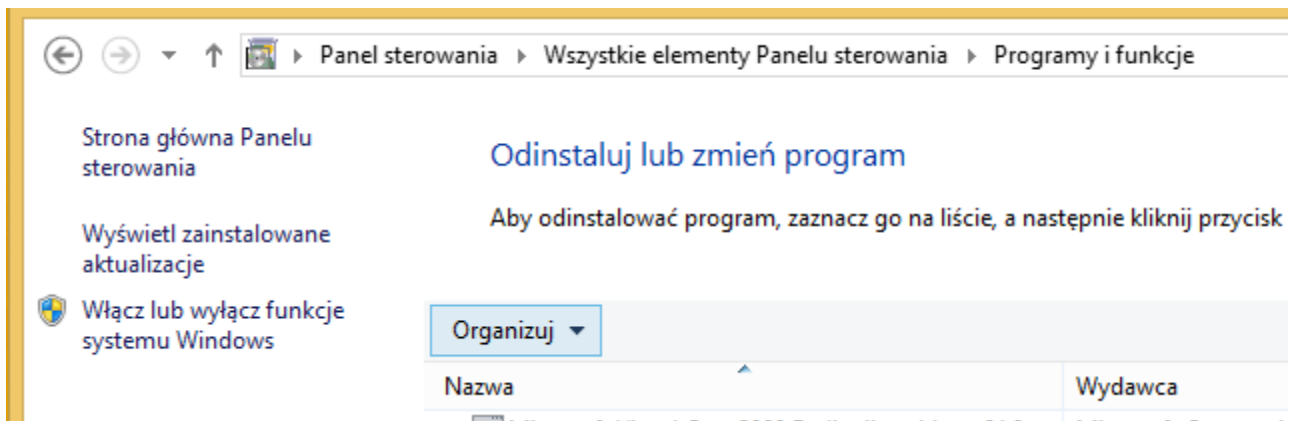 Panel sterowania Wszystkie elementy Panelu sterowania Programy i funkcje
Strona główna Panelu
sterowania
Odinstaluj lub zmień program
Aby odinstalować program, zaznacz go na liście, a następnie kliknij przycisk
Wyświetl zainstalowane
aktualizacje
Włącz lub wyłącz funkcje
systemu Windows
Organizuj
Nazwa Wydawca